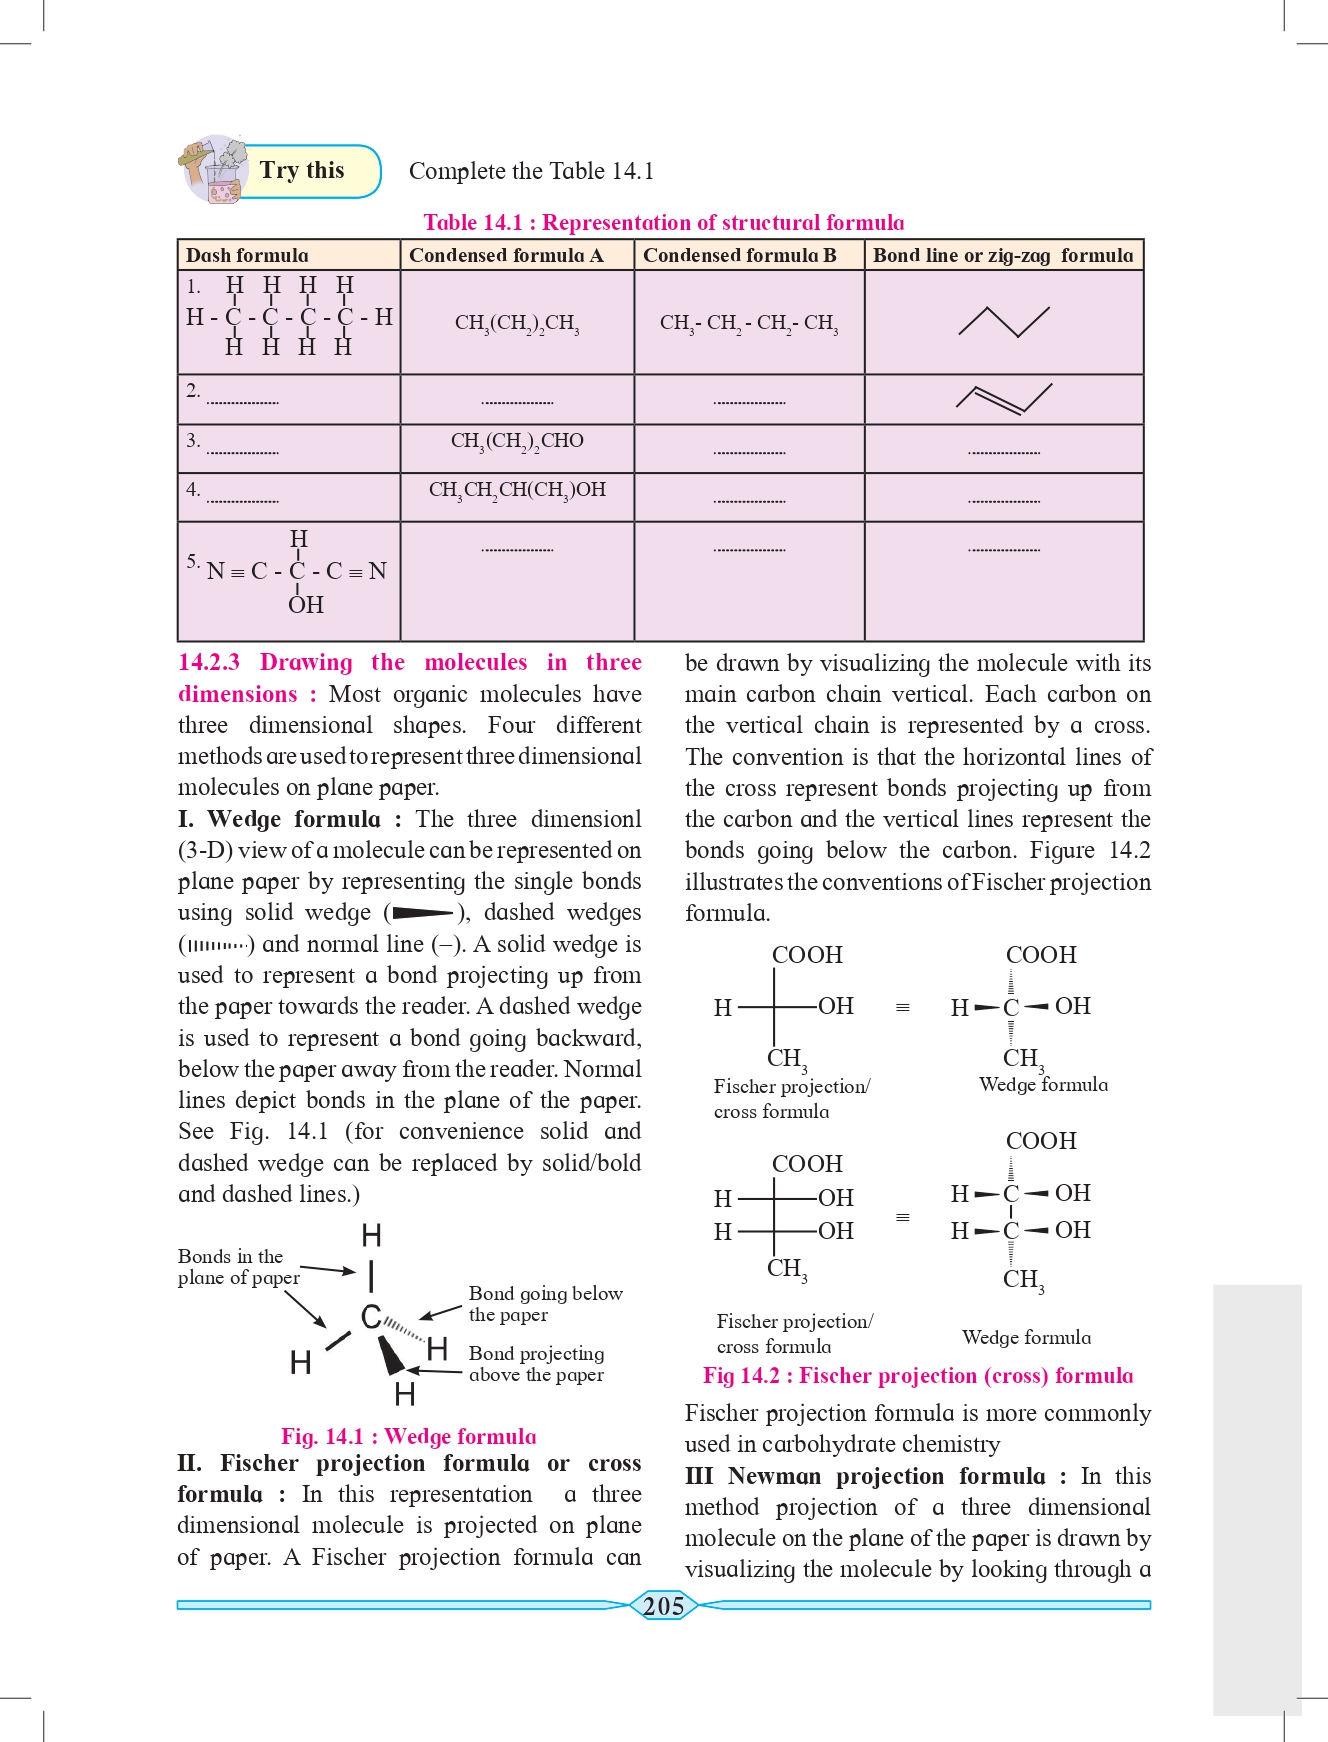 Try this
Complete the Table 14.1
Table 14.1 : Representation of structural formula
Dash formula
Condensed formula A
Condensed formula B
Bond line or zig-zag formula
1. H H H H
H - C - C - C - C - H
H H H H
CH₃(CH₂)₂CH₃
CH₃- CH₂ - CH₂- CH₃
2. ..................
..................
..................
3. ..................
CH₃(CH₂)₂CHO
..................
..................
4. ..................
CH₃CH₂CH(CH₃)OH
..................
..................
H
5. N ≡ C - C - C ≡ N
OH
..................
..................
..................
14.2.3 Drawing the molecules in three
dimensions : Most organic molecules have
three dimensional shapes. Four different
methods are used to represent three dimensional
molecules on plane paper.
I. Wedge formula : The three dimensionl
(3-D) view of a molecule can be represented on
plane paper by representing the single bonds
using solid wedge ( ), dashed wedges
( ) and normal line (–). A solid wedge is
used to represent a bond projecting up from
the paper towards the reader. A dashed wedge
is used to represent a bond going backward,
below the paper away from the reader. Normal
lines depict bonds in the plane of the paper.
See Fig. 14.1 (for convenience solid and
dashed wedge can be replaced by solid/bold
and dashed lines.)
H
Bonds in the
plane of paper
C
Bond going below
the paper
H
H
Bond projecting
above the paper
H
Fig. 14.1 : Wedge formula
II. Fischer projection formula or cross
formula : In this representation a three
dimensional molecule is projected on plane
of paper. A Fischer projection formula can
be drawn by visualizing the molecule with its
main carbon chain vertical. Each carbon on
the vertical chain is represented by a cross.
The convention is that the horizontal lines of
the cross represent bonds projecting up from
the carbon and the vertical lines represent the
bonds going below the carbon. Figure 14.2
illustrates the conventions of Fischer projection
formula.
COOH
H OH
CH₃
Fischer projection/
cross formula
≡
COOH
H C OH
CH₃
Wedge formula
COOH
H OH
H OH
CH₃
Fischer projection/
cross formula
≡
COOH
H C OH
H C OH
CH₃
Wedge formula
Fig 14.2 : Fischer projection (cross) formula
Fischer projection formula is more commonly
used in carbohydrate chemistry
III Newman projection formula : In this
method projection of a three dimensional
molecule on the plane of the paper is drawn by
visualizing the molecule by looking through a
205